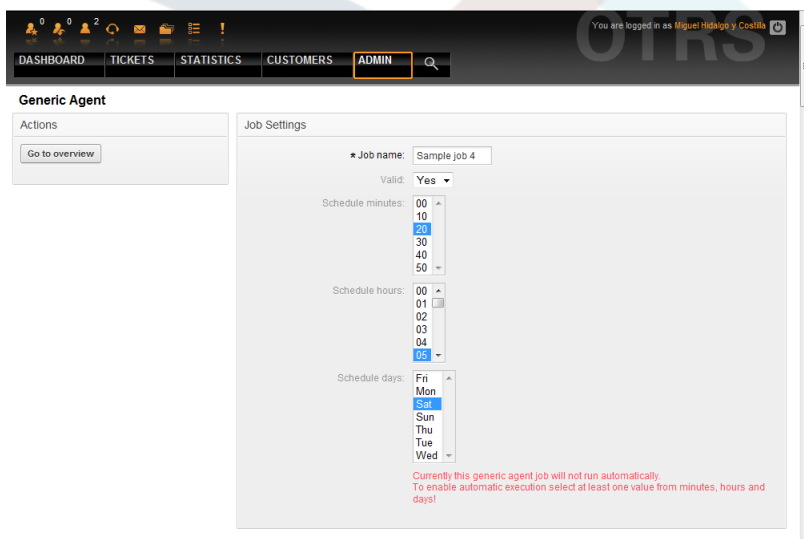 0 0 2
You are logged in as Miguel Hidalgo y Costilla
OTRS
DASHBOARD TICKETS STATISTICS CUSTOMERS ADMIN
Generic Agent
Actions
Go to overview
Job Settings
★ Job name: Sample job 4
Valid: Yes
Schedule minutes: 00
10
20
30
40
50
Schedule hours: 00
01
02
03
04
05
Schedule days: Fri
Mon
Sat
Sun
Thu
Tue
Wed
Currently this generic agent job will not run automatically.
To enable automatic execution select at least one value from minutes, hours and
days!